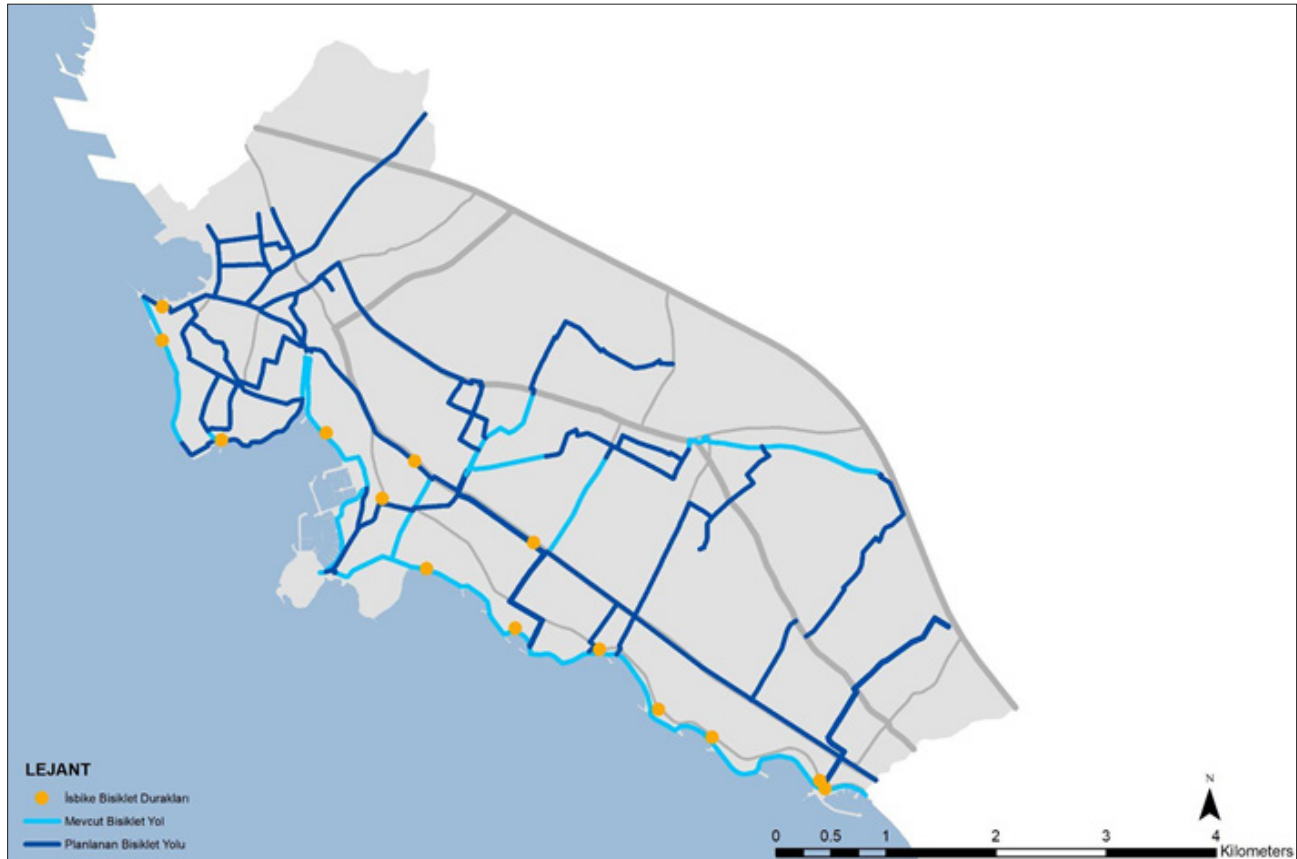 LEJANT
İsbike Bisiklet Durakları
Mevcut Bisiklet Yol
Planlanan Bisiklet Yolu
N
0 0.5 1 2 3 4
Kilometers